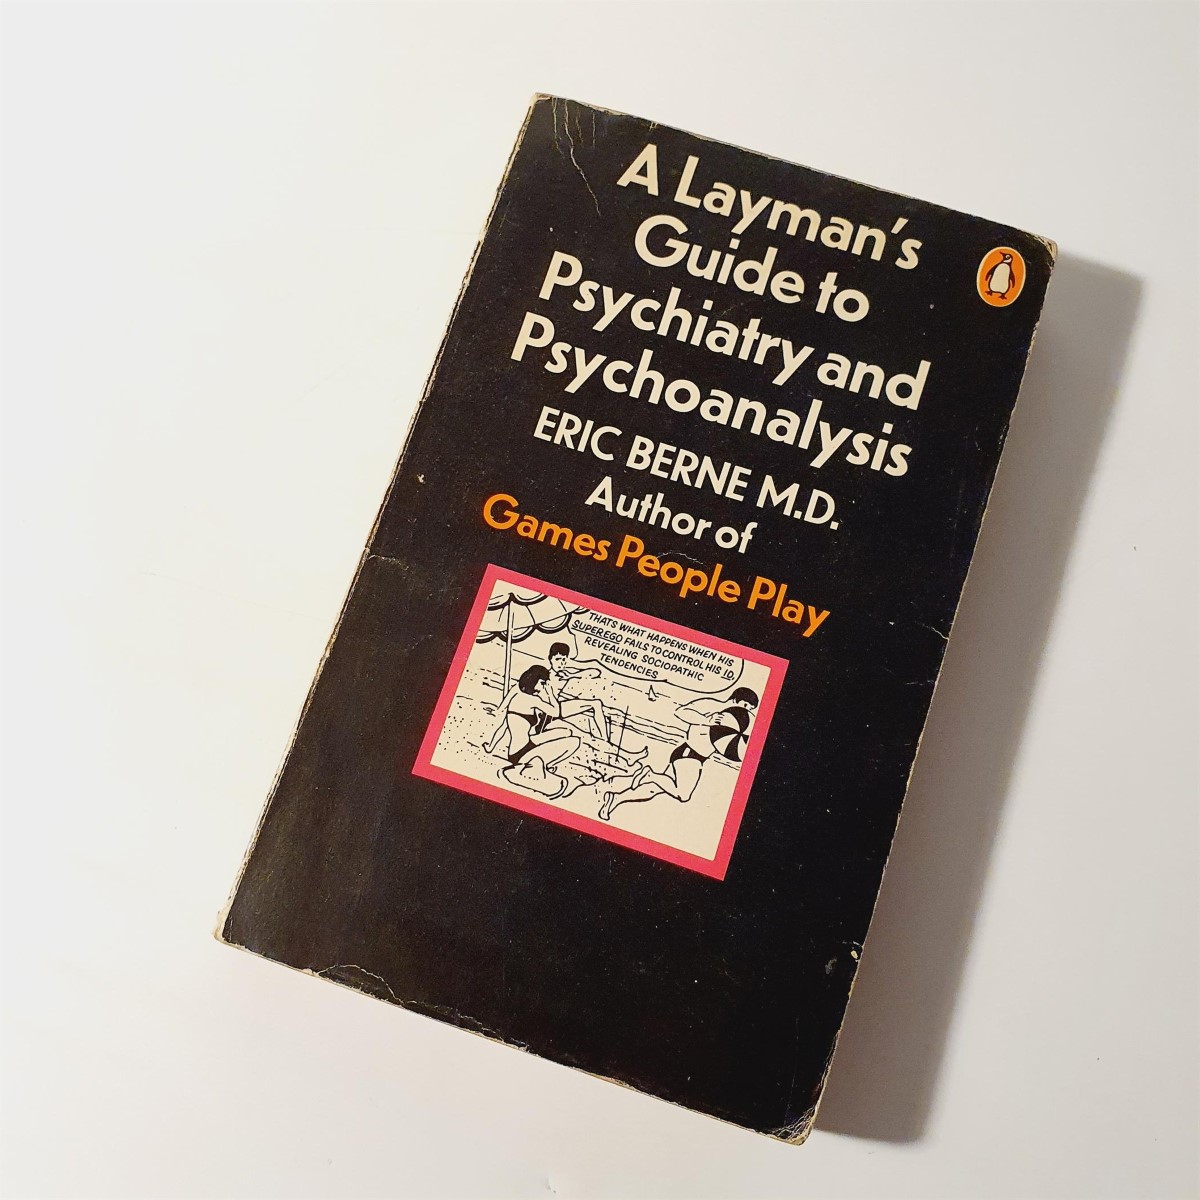 A Layman's
Guide to
Psychiatry and
Psychoanalysis
ERIC BERNE M.D.
Author of
Games People Play
THAT'S WHAT HAPPENS WHEN HIS
SUPEREGO FAILS TO CONTROL HIS ID,
REVEALING SOCIOPATHIC
TENDENCIES